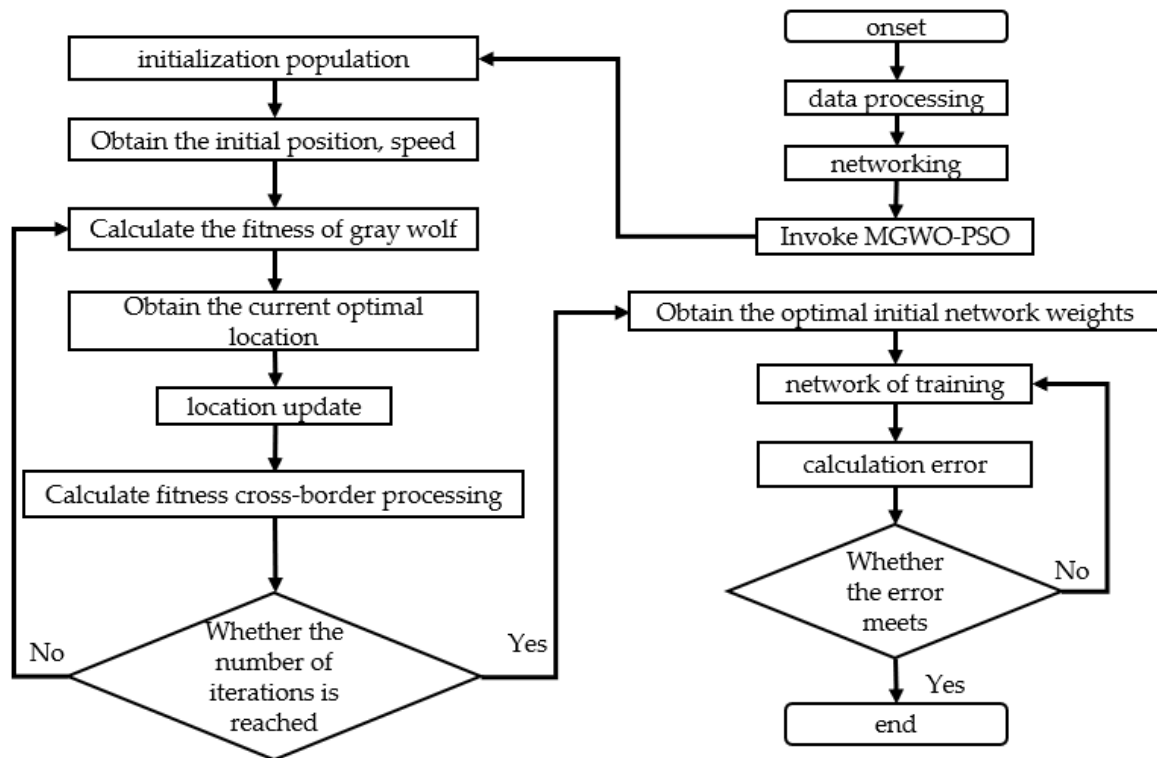 onset
data processing
networking
Invoke MGWO-PSO
initialization population
Obtain the initial position, speed
Calculate the fitness of gray wolf
Obtain the current optimal
location
location update
Calculate fitness cross-border processing
Whether the
number of
iterations is
reached
No
Yes
Obtain the optimal initial network weights
network of training
calculation error
Whether
the error
meets
No
Yes
end